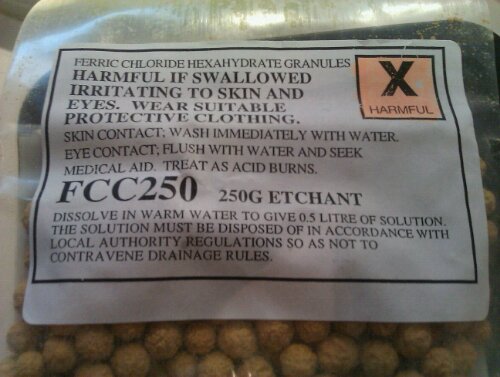 FERRIC CHLORIDE HEXAHYDRATE GRANULES
HARMFUL IF SWALLOWED
IRRITATING TO SKIN AND
EYES. WEAR SUITABLE
PROTECTIVE CLOTHING.
X
HARMFUL
SKIN CONTACT; WASH IMMEDIATELY WITH WATER.
EYE CONTACT; FLUSH WITH WATER AND SEEK
MEDICAL AID. TREAT AS ACID BURNS.
FCC250 250G ETCHANT
DISSOLVE IN WARM WATER TO GIVE 0.5 LITRE OF SOLUTION.
THE SOLUTION MUST BE DISPOSED OF IN ACCORDANCE WITH
LOCAL AUTHORITY REGULATIONS SO AS NOT TO
CONTRAVENE DRAINAGE RULES.